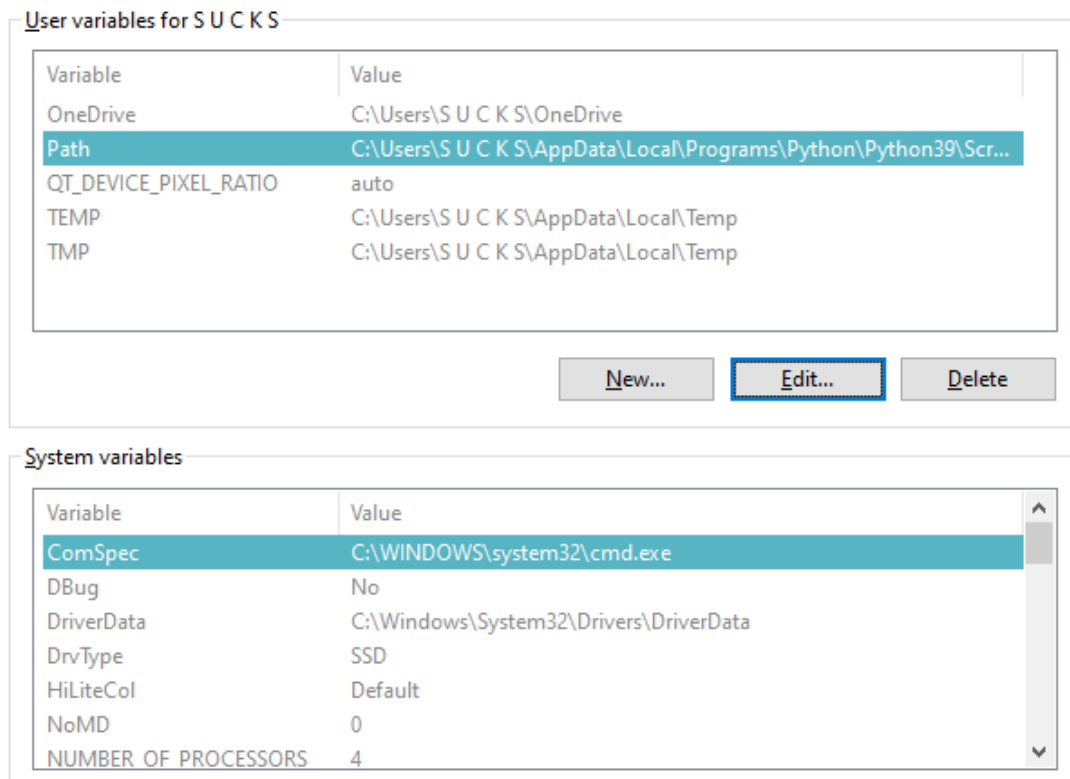 User variables for S U C K S
Variable Value
OneDrive C:\Users\S U C K S\OneDrive
Path C:\Users\S U C K S\AppData\Local\Programs\Python\Python39\Scr...
QT_DEVICE_PIXEL_RATIO auto
TEMP C:\Users\S U C K S\AppData\Local\Temp
TMP C:\Users\S U C K S\AppData\Local\Temp
New... Edit... Delete
System variables
Variable Value
ComSpec C:\WINDOWS\system32\cmd.exe
DBug No
DriverData C:\Windows\System32\Drivers\DriverData
DrvType SSD
HiLiteCol Default
NoMD 0
NUMBER_OF_PROCESSORS 4